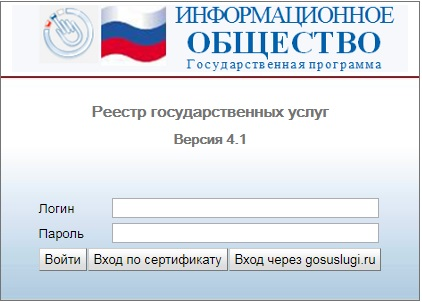 ИНФОРМАЦИОННОЕ
ОБЩЕСТВО
Государственная программа
Реестр государственных услуг
Версия 4.1
Логин
Пароль
Войти Вход по сертификату Вход через gosuslugi.ru